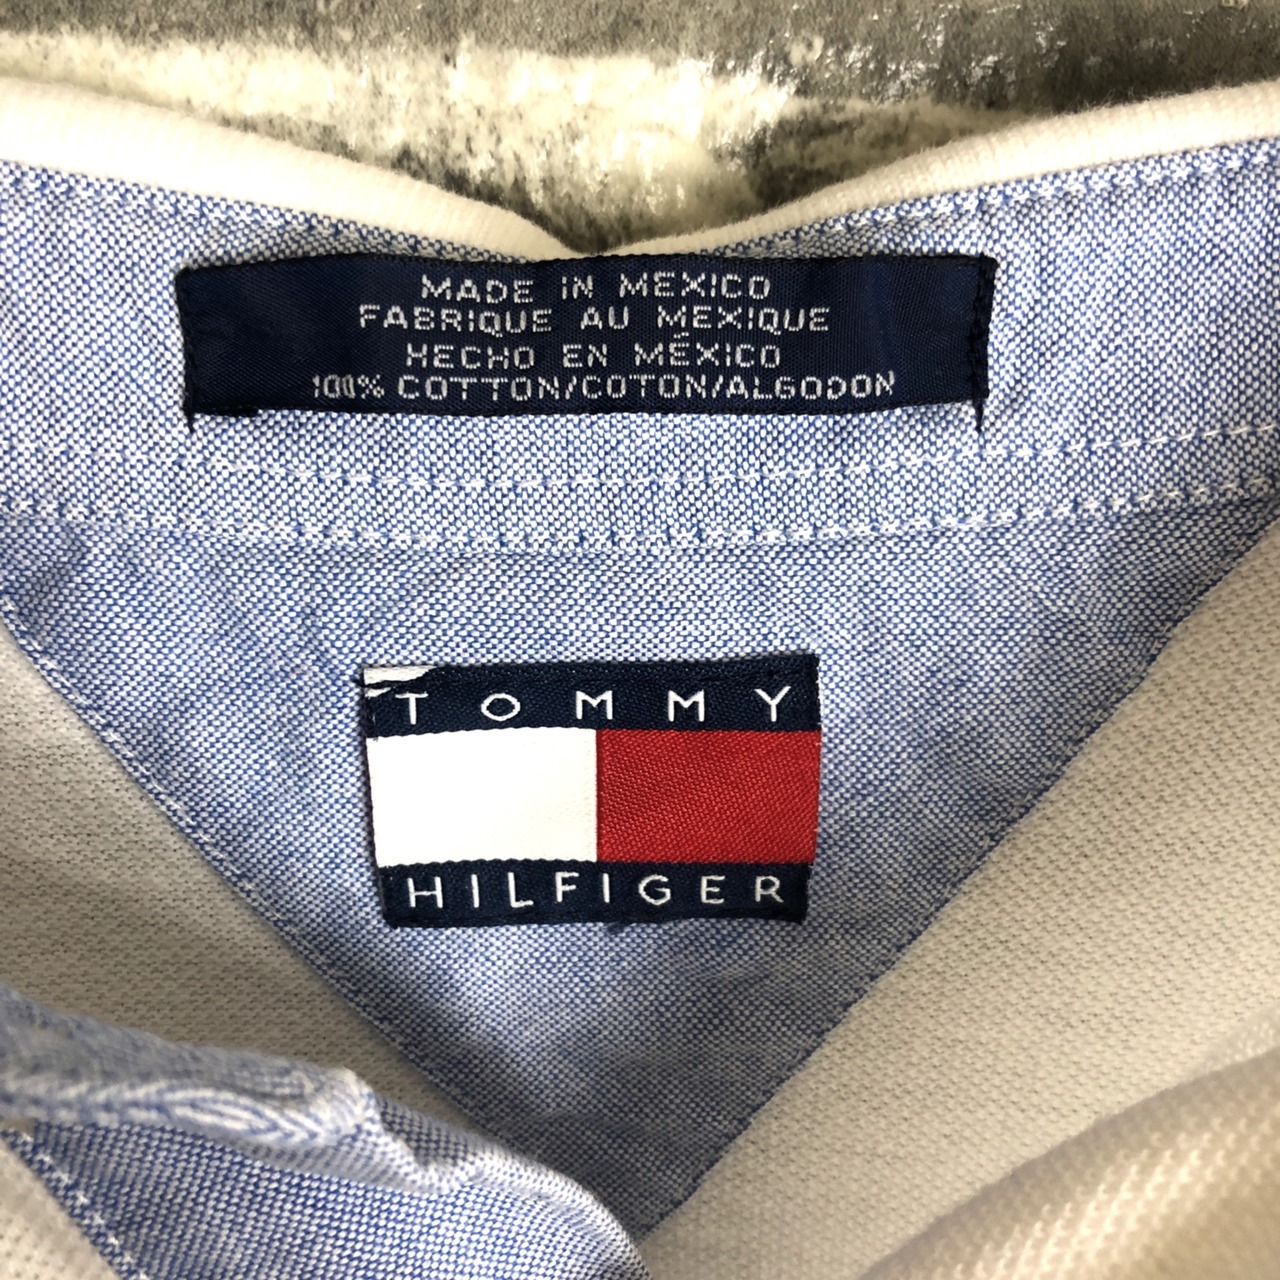 MADE IN MEXICO
FABRIQUE AU MEXIQUE
HECHO EN MÉXICO
100% COTTON/COTON/ALGODON
TOMMY
HILFIGER